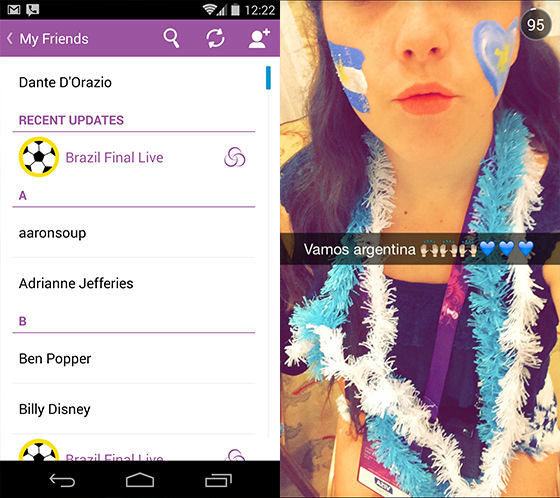 12:22
My Friends
Dante D'Orazio
RECENT UPDATES
Brazil Final Live
A
aaronsoup
Adrianne Jefferies
B
Ben Popper
Billy Disney
Brazil Final Live
95
Vamos argentina 🙌🙌🙌🙌💙💙💙